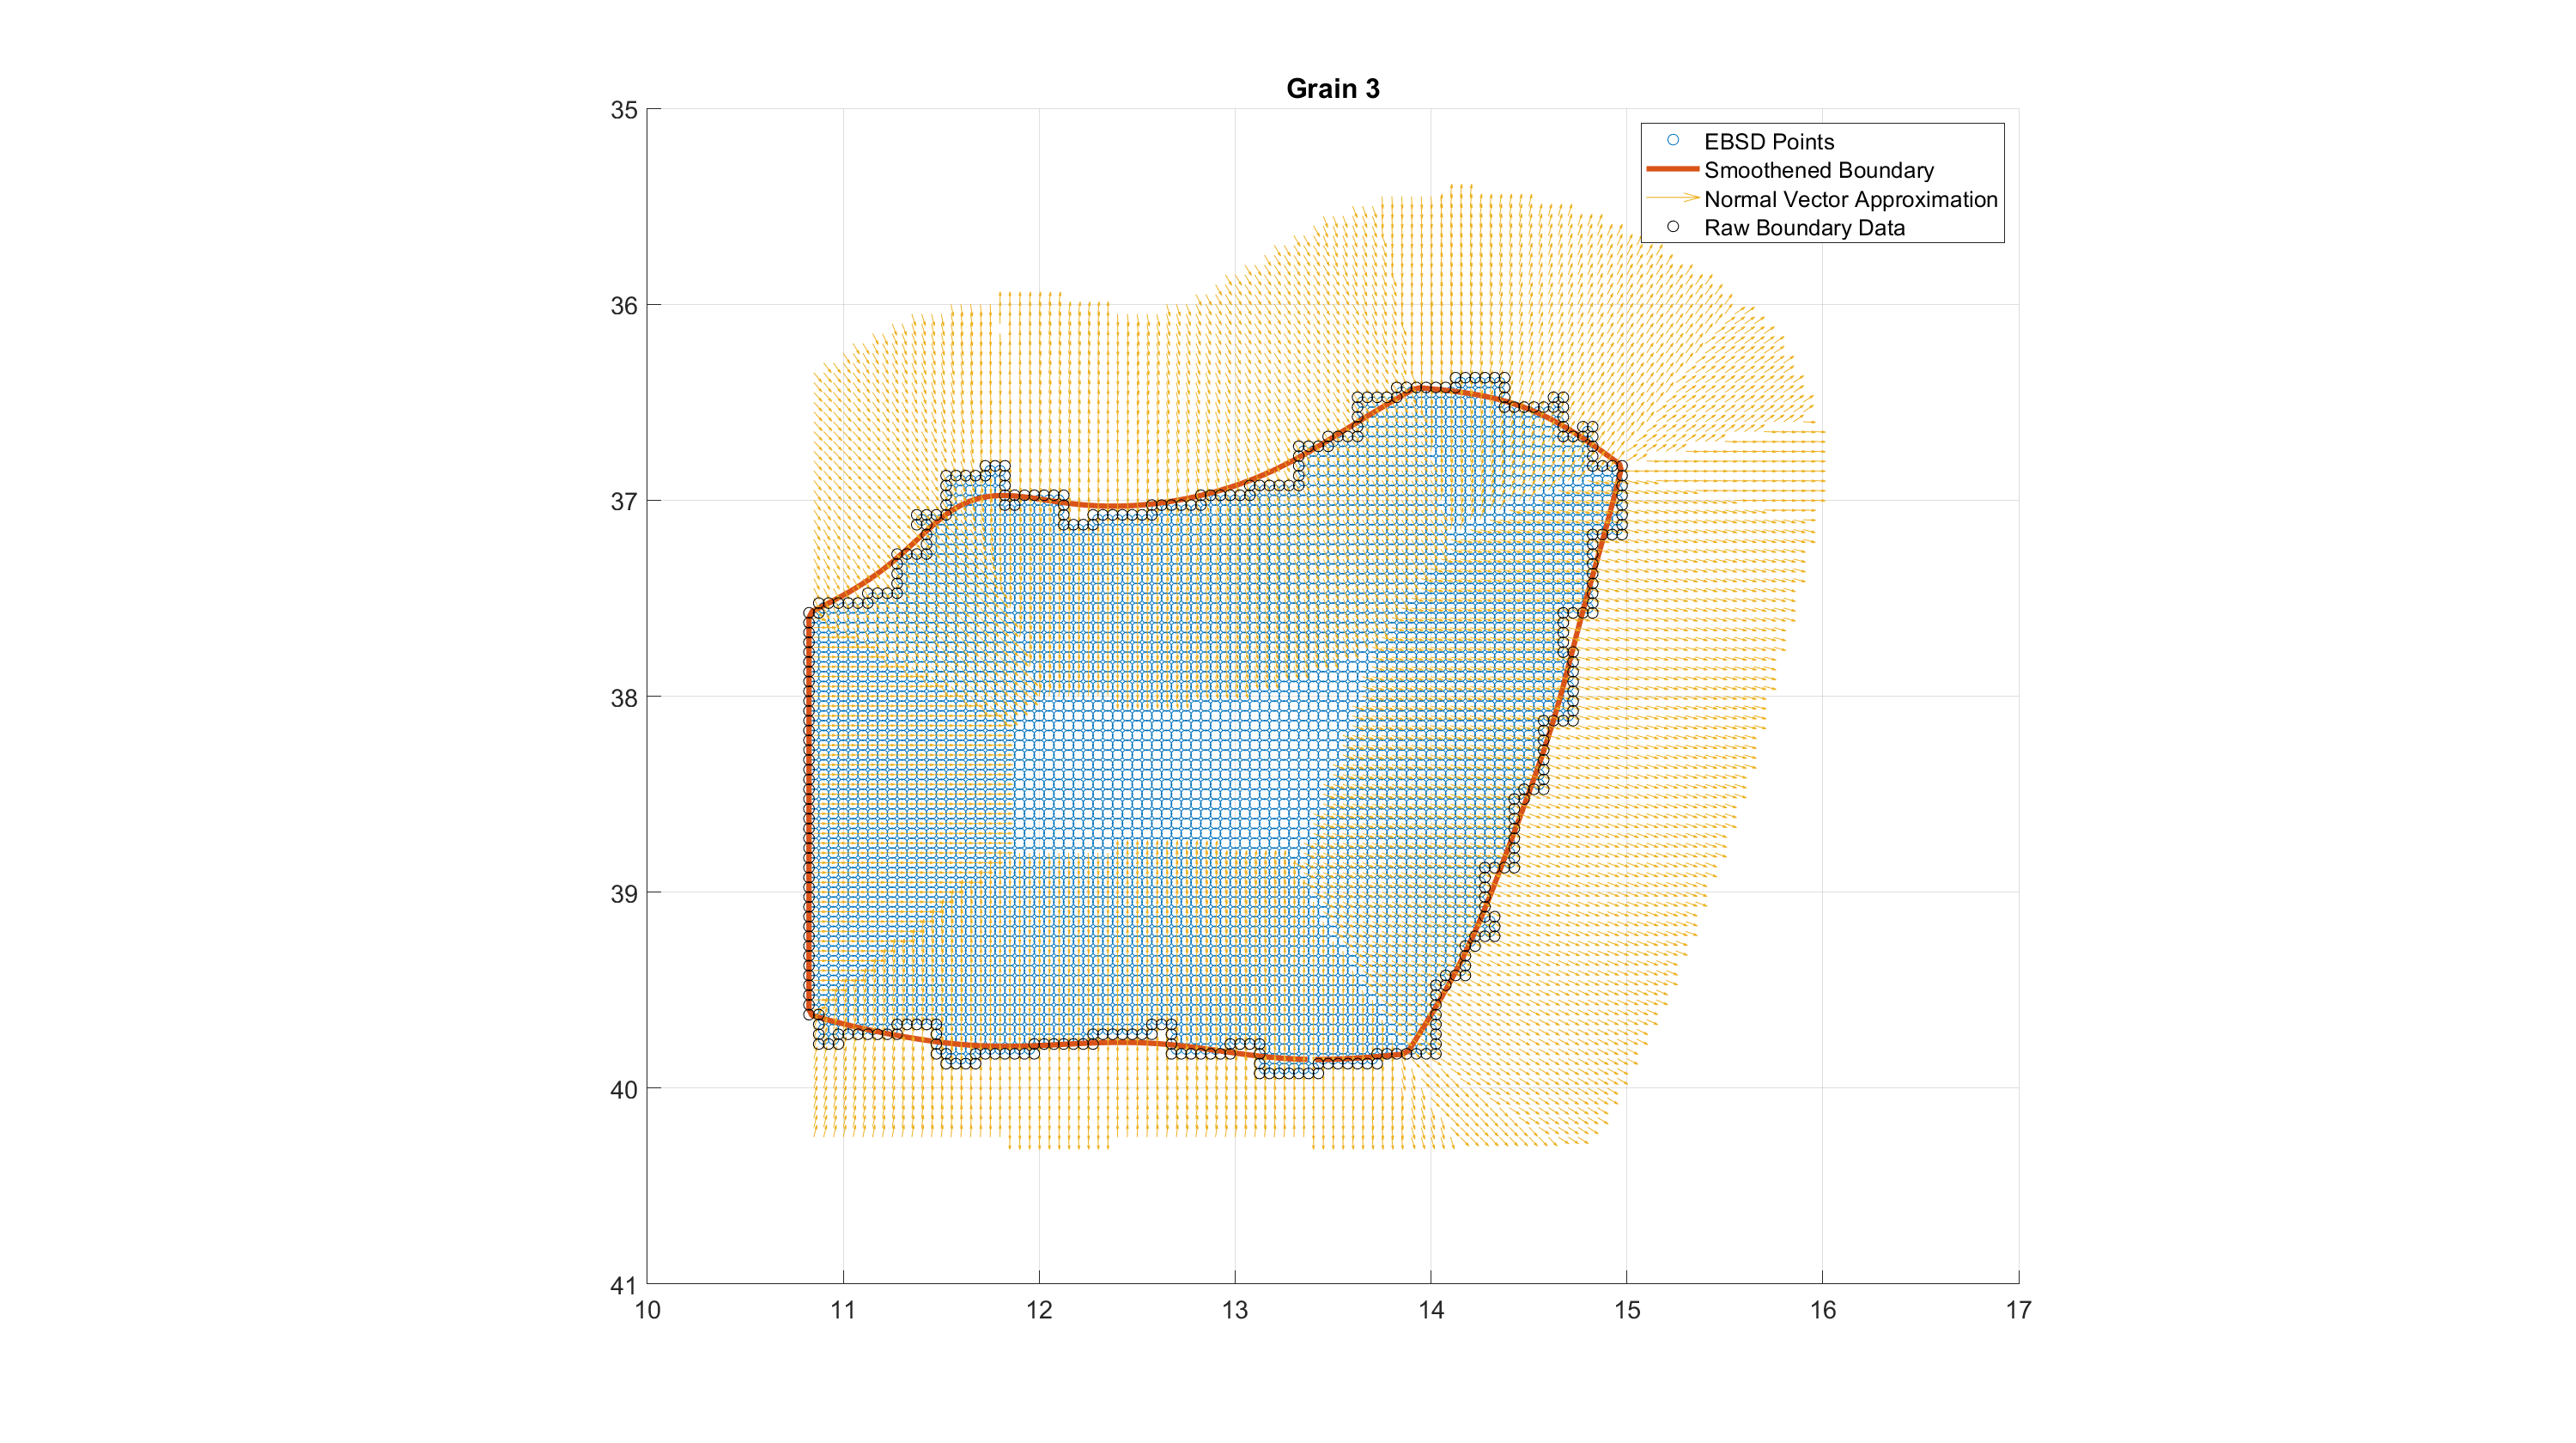 Grain 3
EBSD Points
Smoothened Boundary
Normal Vector Approximation
Raw Boundary Data
35
36
37
38
39
40
41
10 11 12 13 14 15 16 17